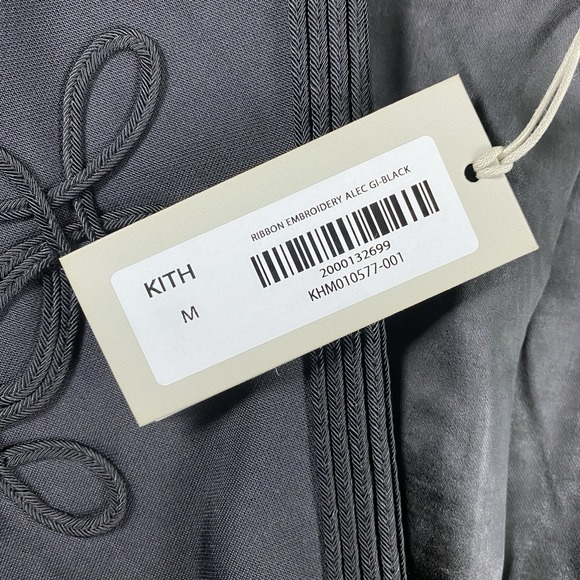 RIBBON EMBROIDERY ALEC GI-BLACK
KITH
2000132699
M
KHM010577-001